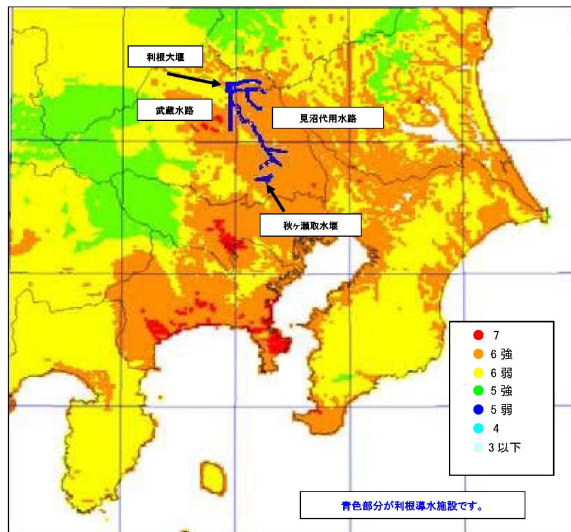 利根大堰
武蔵水路
見沼代用水路
秋ヶ瀬取水堰
7
6強
6弱
5強
5弱
4
3以下
青色部分が利根導水施設です。